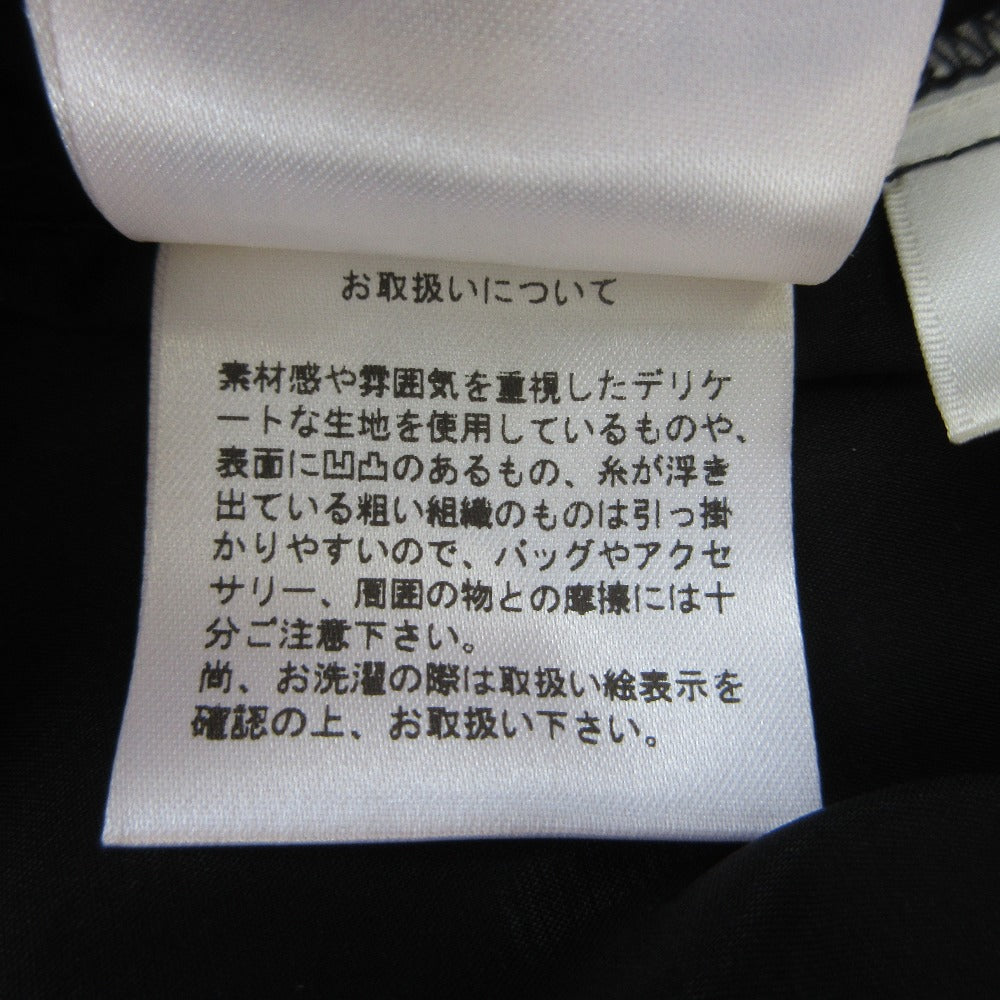 お取扱いについて
素材感や雰囲気を重視したデリケ
ートな生地を使用しているものや、
表面に凹凸のあるもの、糸が浮き
出ている粗い組織のものは引っ掛
かりやすいので、バッグやアクセ
サリー、周囲の物との摩擦には十
分ご注意下さい。
尚、お洗濯の際は取扱い絵表示を
確認の上、お取扱い下さい。